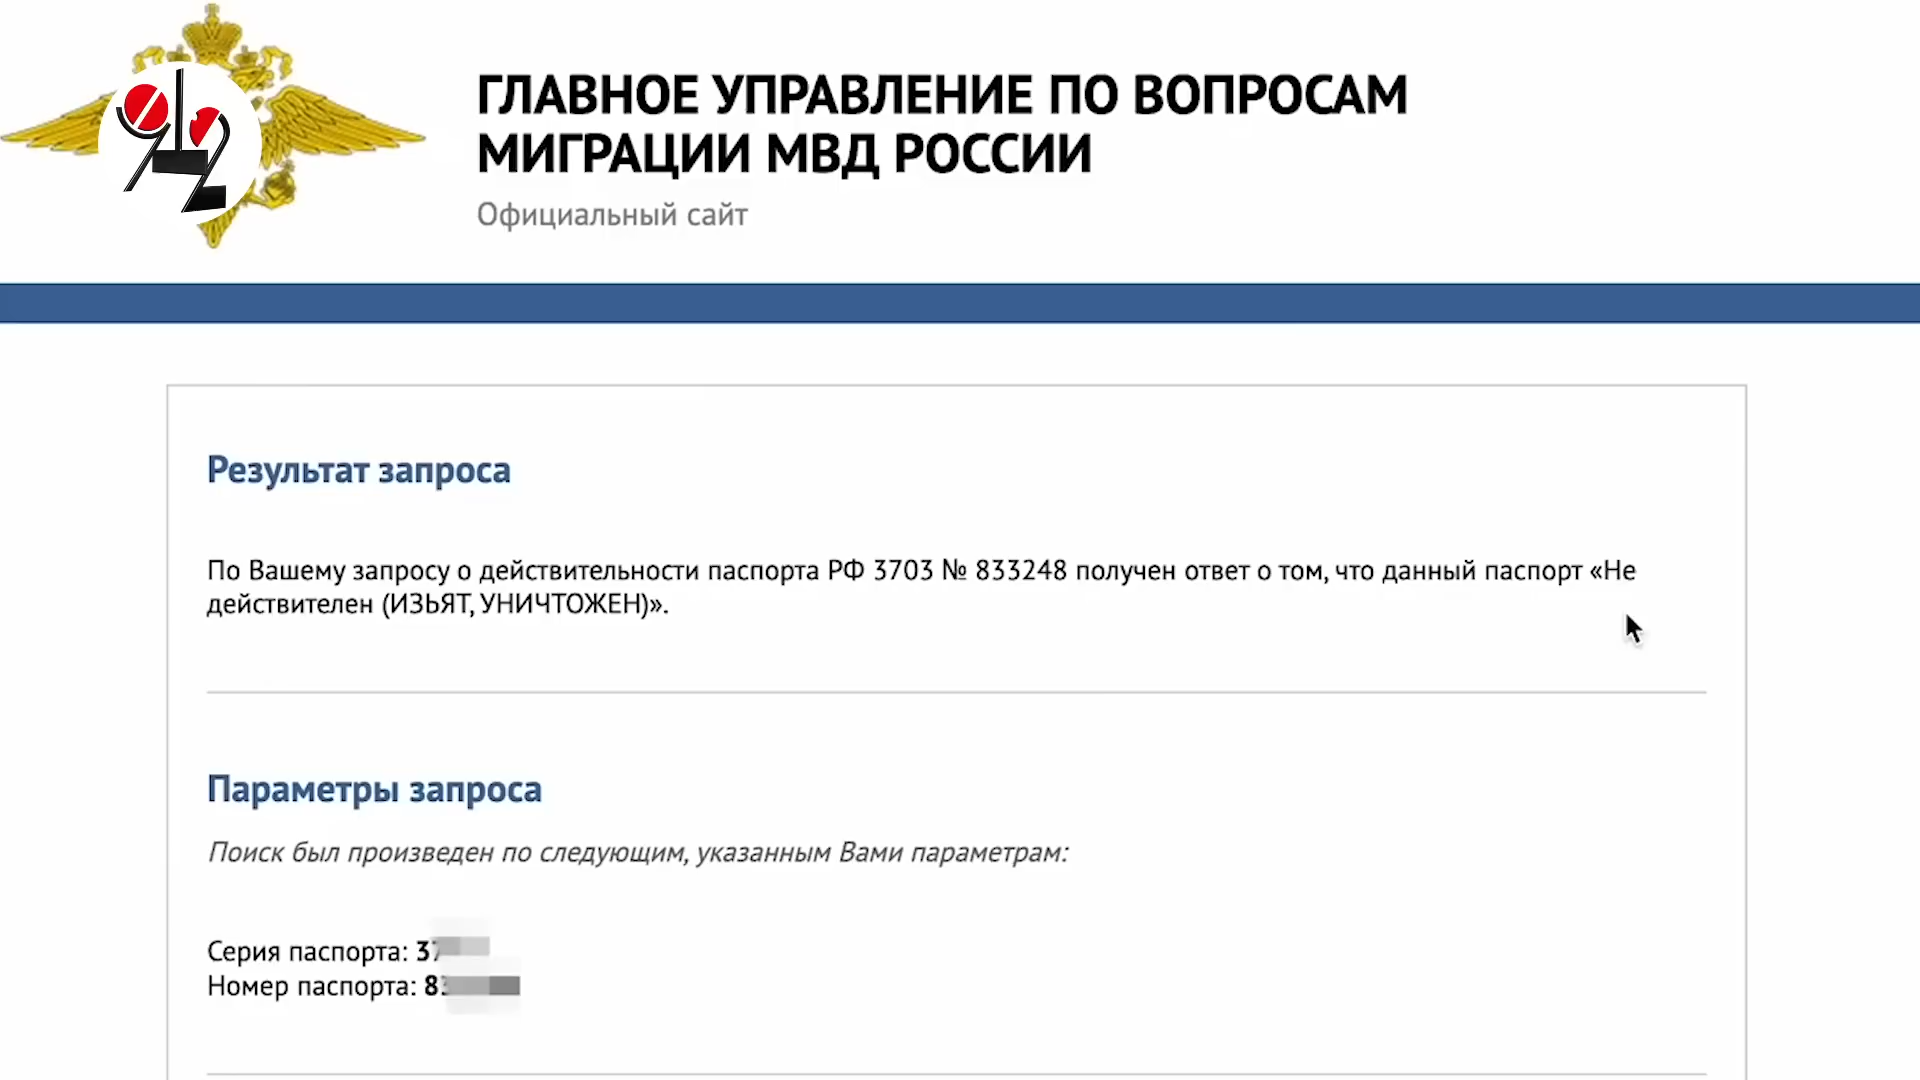 ГЛАВНОЕ УПРАВЛЕНИЕ ПО ВОПРОСАМ
МИГРАЦИИ МВД РОССИИ
Официальный сайт
Результат запроса
По Вашему запросу о действительности паспорта РФ 3703 № 833248 получен ответ о том, что данный паспорт «Не
действителен (ИЗЬЯТ, УНИЧТОЖЕН)».
Параметры запроса
Поиск был произведен по следующим, указанным Вами параметрам:
Серия паспорта: 37
Номер паспорта: 83